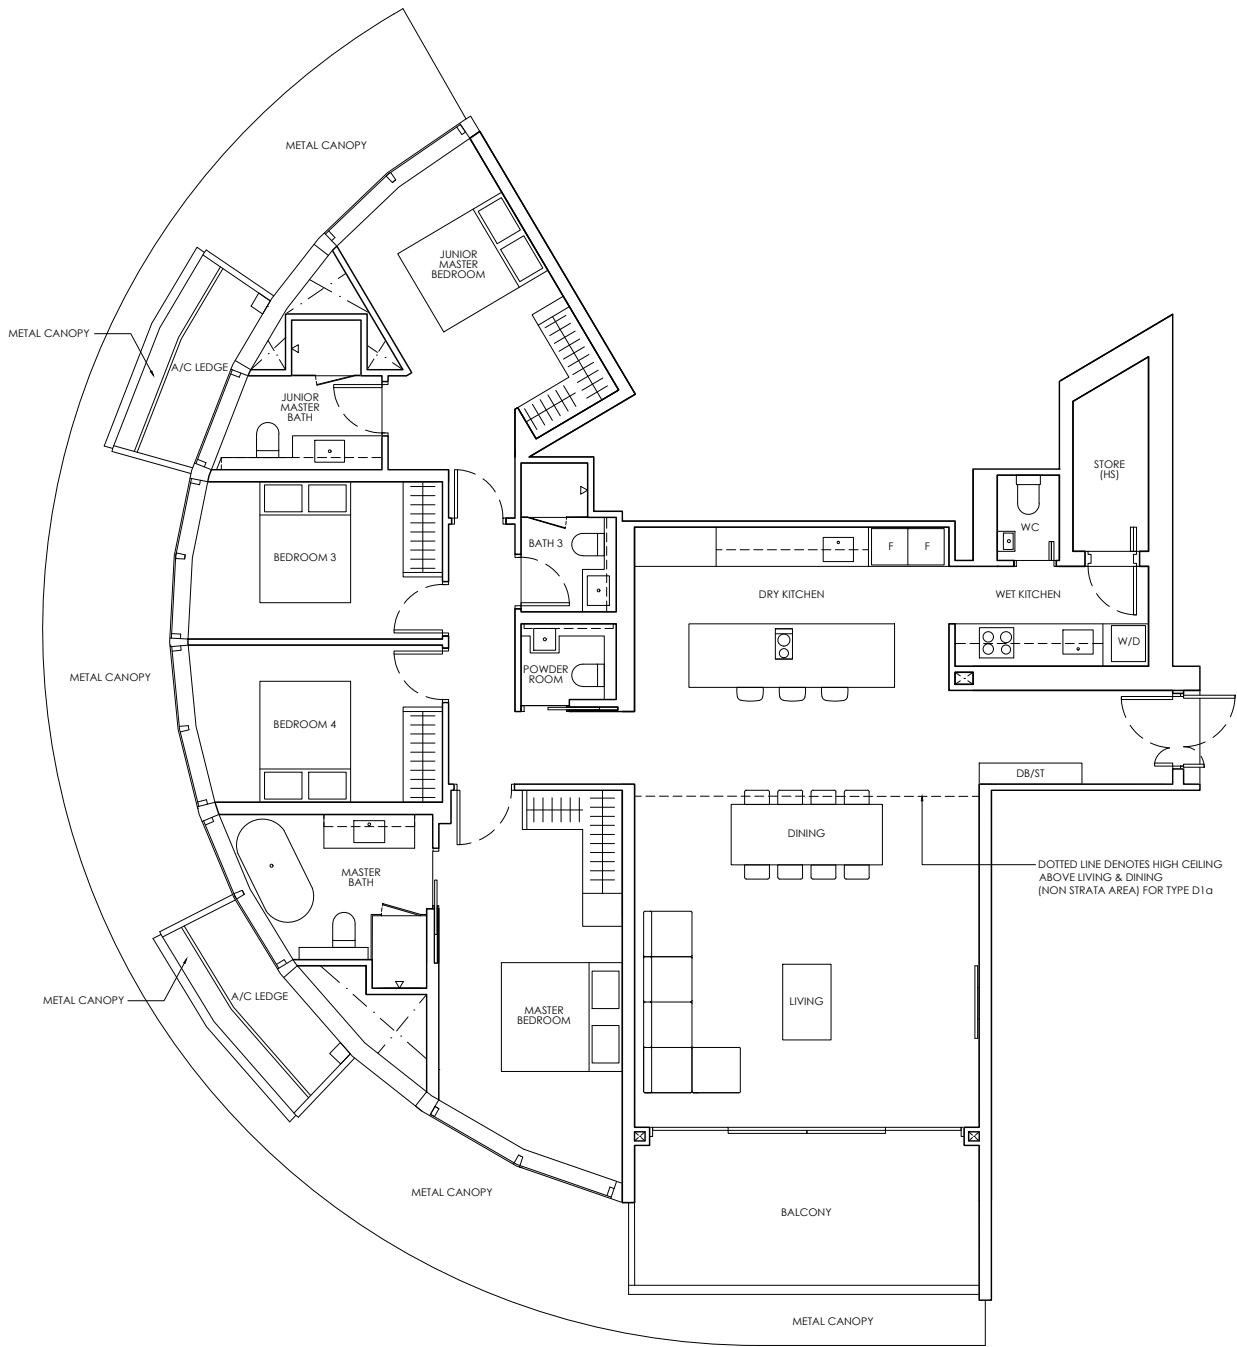 METAL CANOPY
JUNIOR
MASTER
BEDROOM
METAL CANOPY
A/C LEDGE
JUNIOR
MASTER
BATH
STORE
(HS)
WC
BEDROOM 3
BATH 3
F
F
DRY KITCHEN
WET KITCHEN
W/D
METAL CANOPY
POWDER
ROOM
BEDROOM 4
DB/ST
DINING
DOTTED LINE DENOTES HIGH CEILING
ABOVE LIVING & DINING
(NON STRATA AREA) FOR TYPE D1a
MASTER
BATH
METAL CANOPY
A/C LEDGE
MASTER
BEDROOM
LIVING
METAL CANOPY
BALCONY
METAL CANOPY